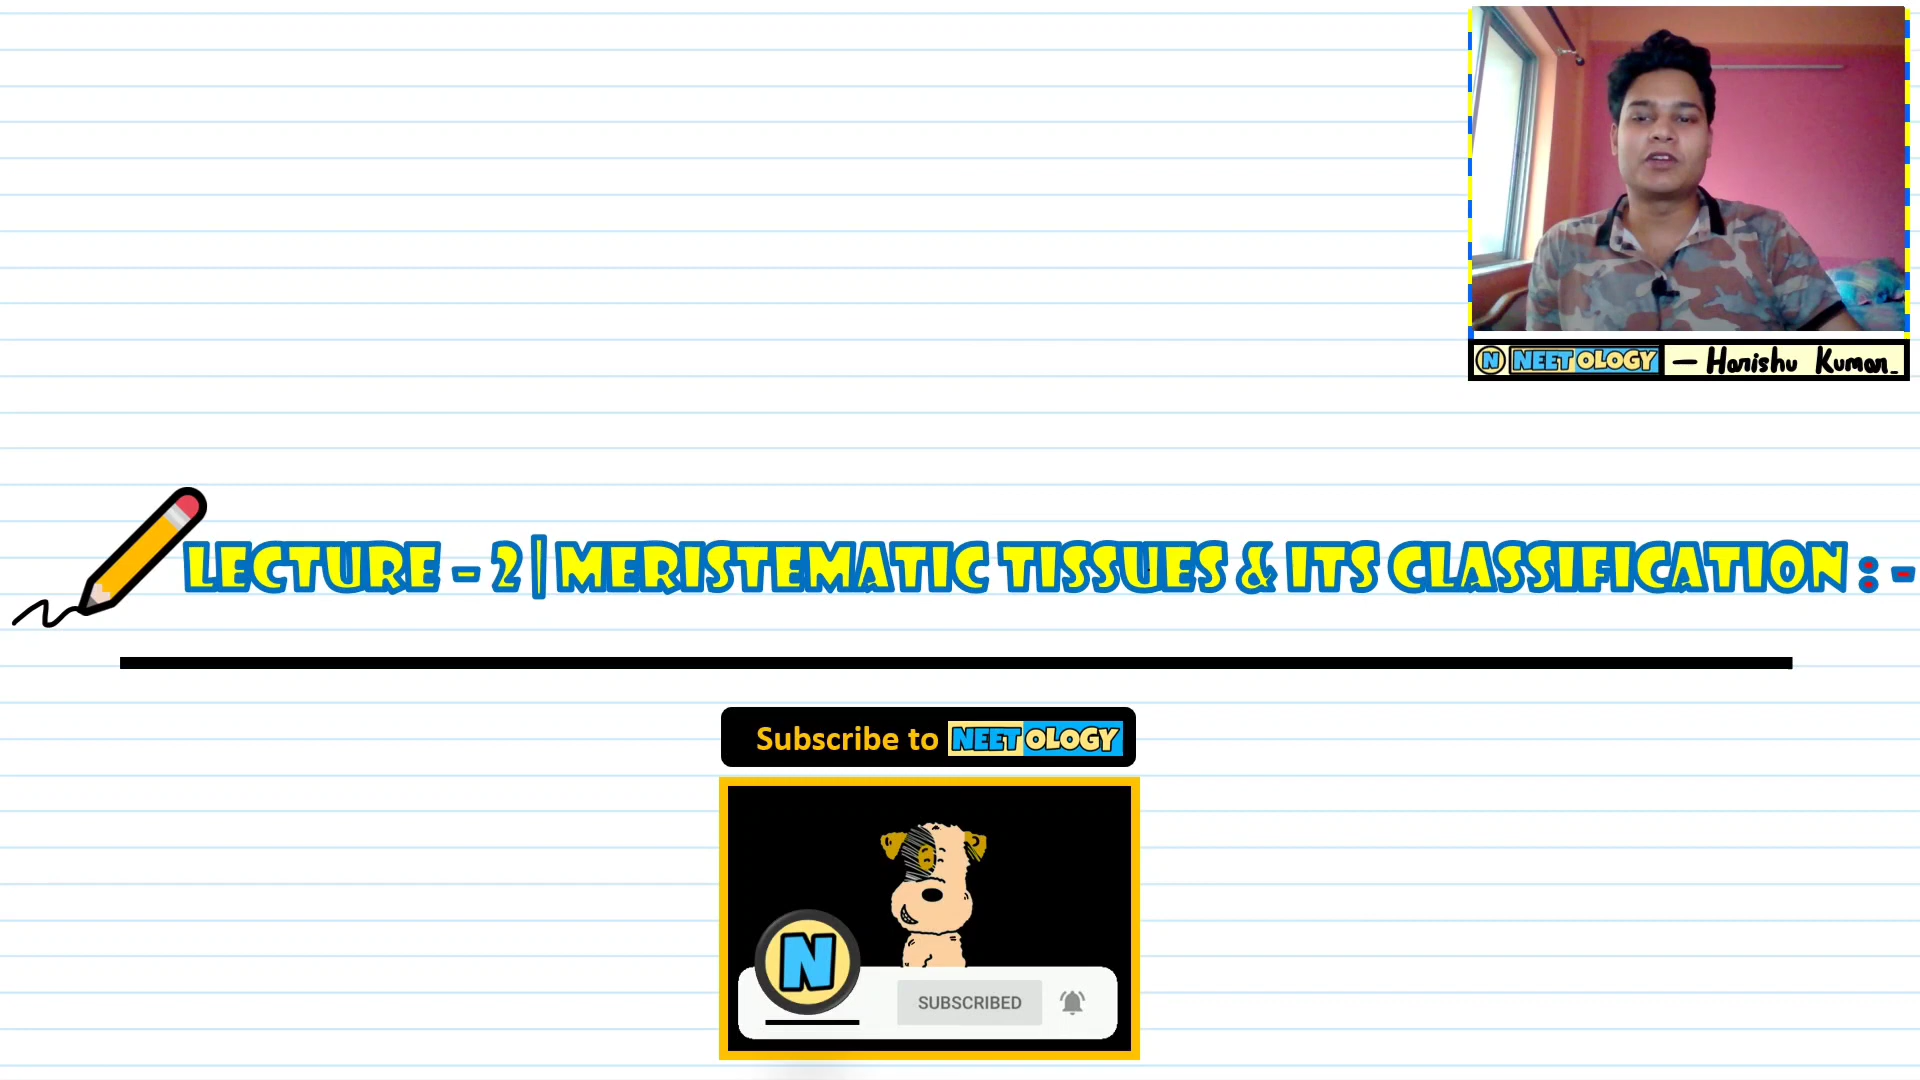 N NEETOLOGY — Harishu Kumar
LECTURE - 2 | MERISTEMATIC TISSUES & ITS CLASSIFICATION : -
Subscribe to NEETOLOGY
N
SUBSCRIBED